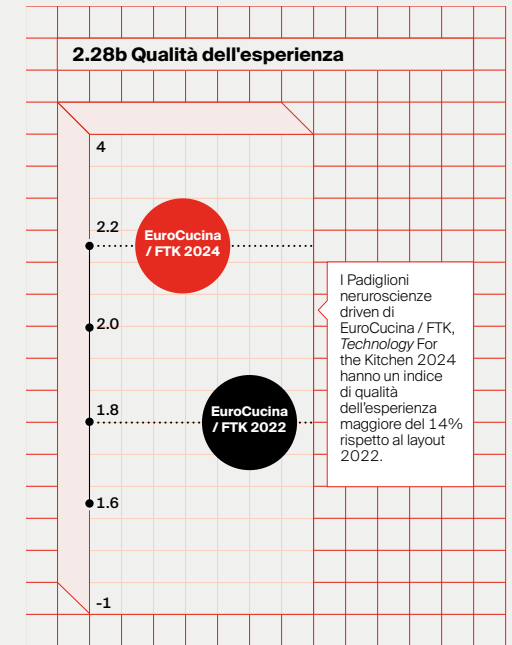 2.28b Qualità dell'esperienza
4
2.2
EuroCucina
/ FTK 2024
I Padiglioni
neruroscienze
driven di
EuroCucina / FTK,
Technology For
the Kitchen 2024
hanno un indice
di qualità
dell'esperienza
maggiore del 14%
rispetto al layout
2022.
2.0
1.8
EuroCucina
/ FTK 2022
1.6
-1